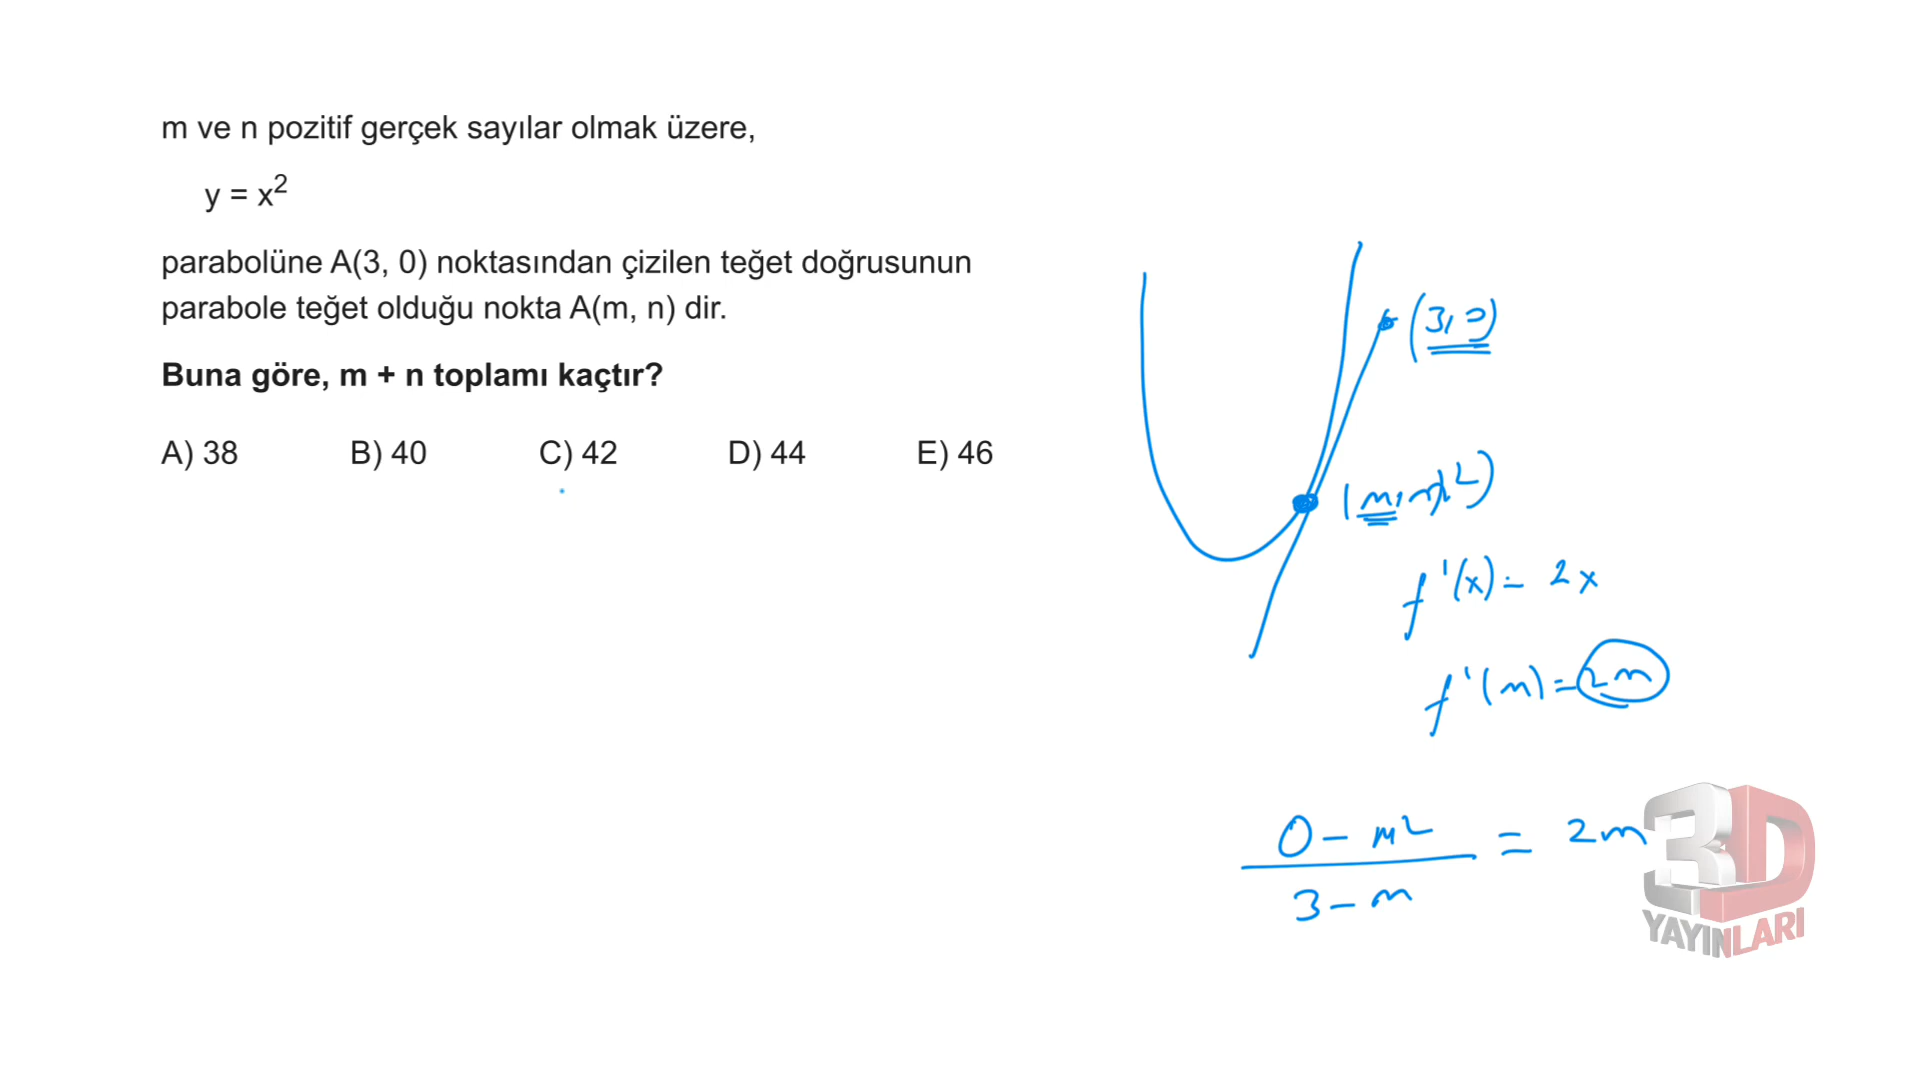 m ve n pozitif gerçek sayılar olmak üzere,
y = x²
parabolüne A(3, 0) noktasından çizilen teğet doğrusunun
parabole teğet olduğu nokta A(m, n) dir.
Buna göre, m + n toplamı kaçtır?
A) 38 B) 40 C) 42 D) 44 E) 46
(3, 0)
(m, m²)
f'(x) = 2x
f'(m) = 2m
0 - m² / 3 - m = 2m
3D
YAYINLARI